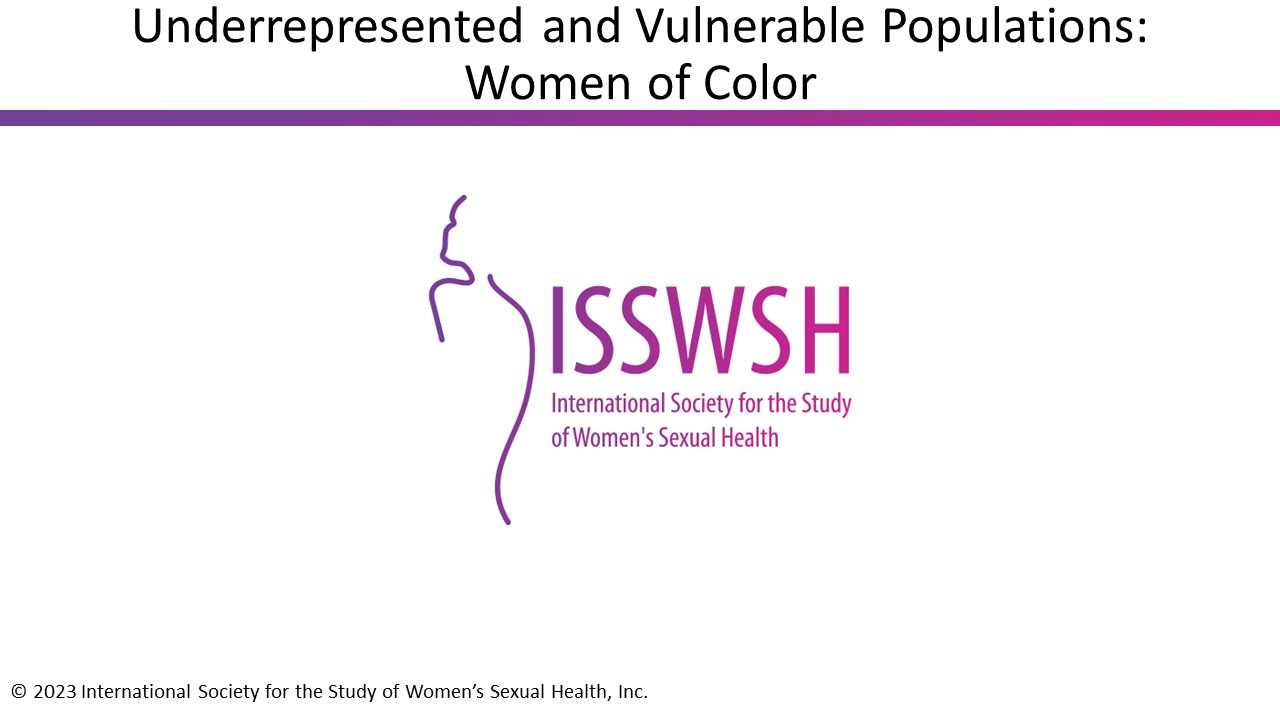 Underrepresented and Vulnerable Populations:
Women of Color
ISSWSH
International Society for the Study
of Women's Sexual Health
© 2023 International Society for the Study of Women’s Sexual Health, Inc.